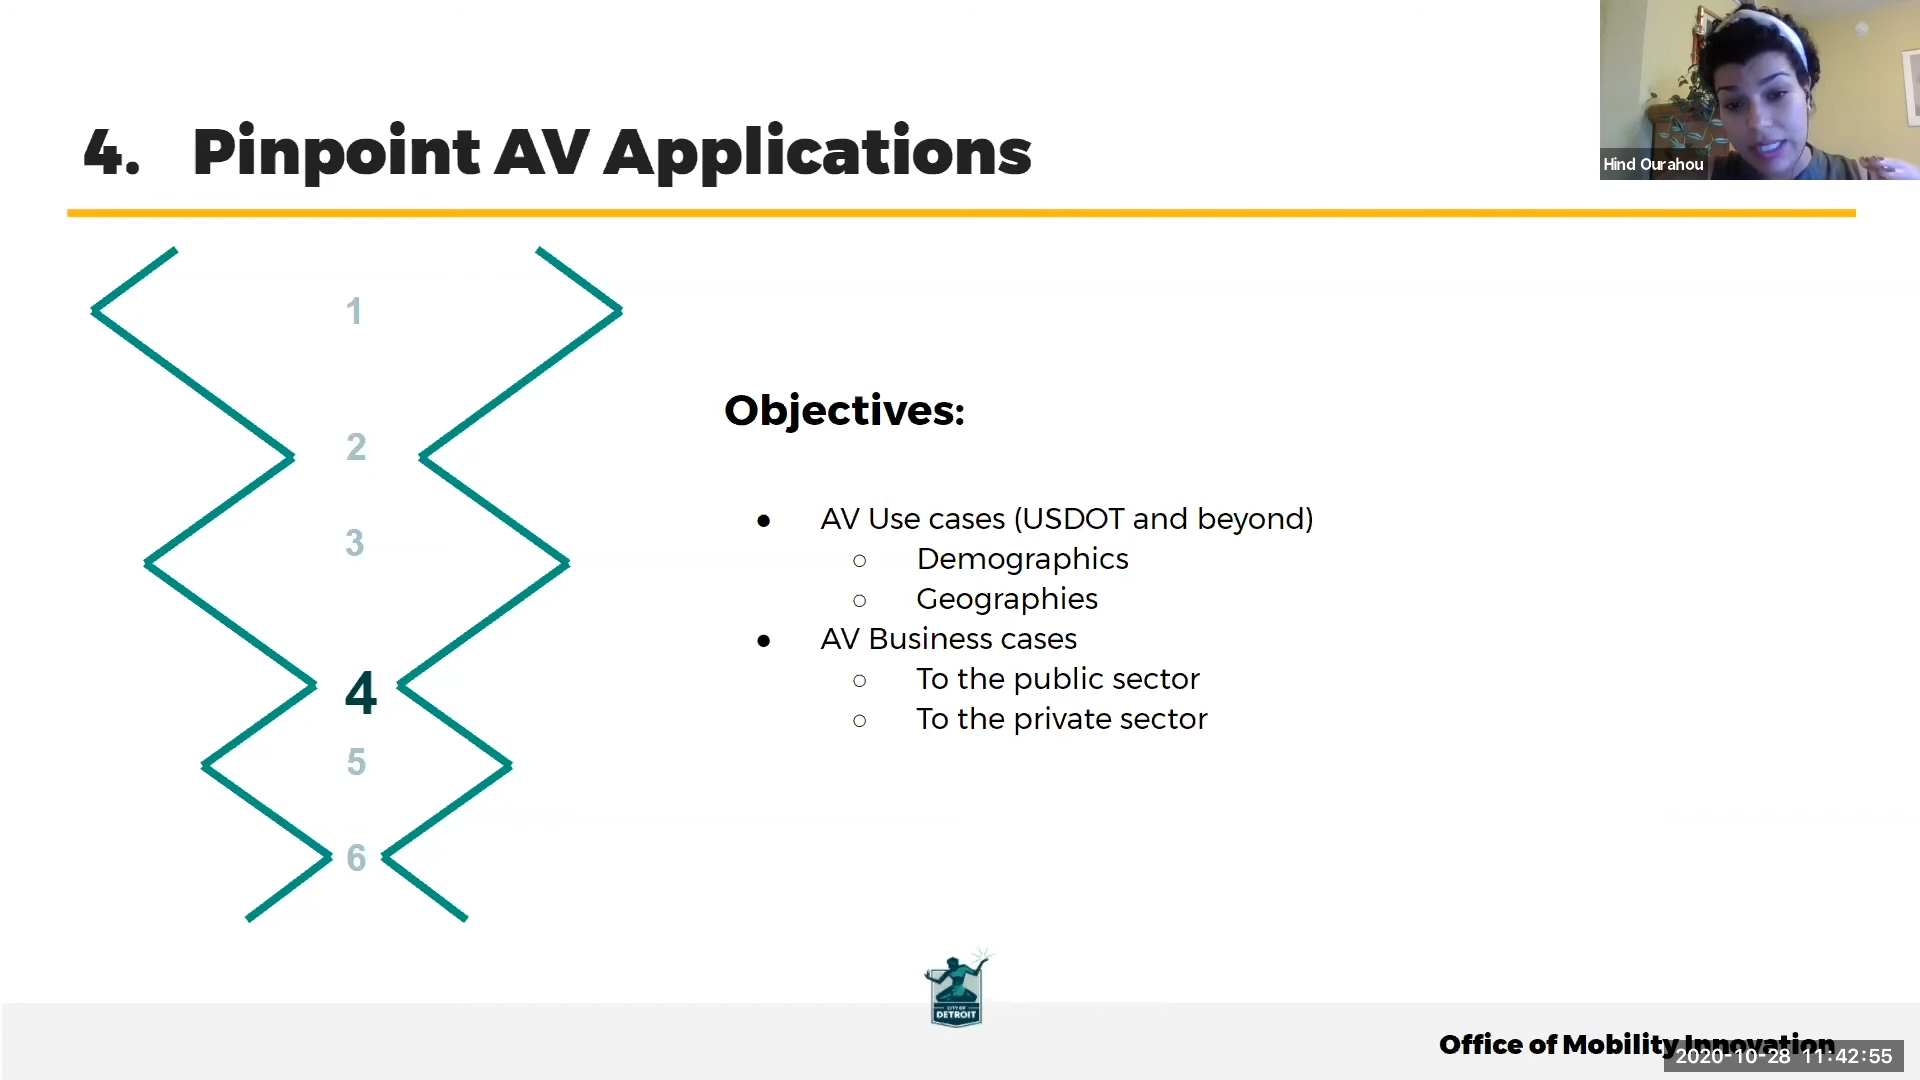 4. Pinpoint AV Applications
Hind Ourahou
1
2
3
4
5
6
Objectives:
● AV Use cases (USDOT and beyond)
○ Demographics
○ Geographies
● AV Business cases
○ To the public sector
○ To the private sector
CITY OF
DETROIT
Office of Mobility Innovation
2020-10-28 11:42:55